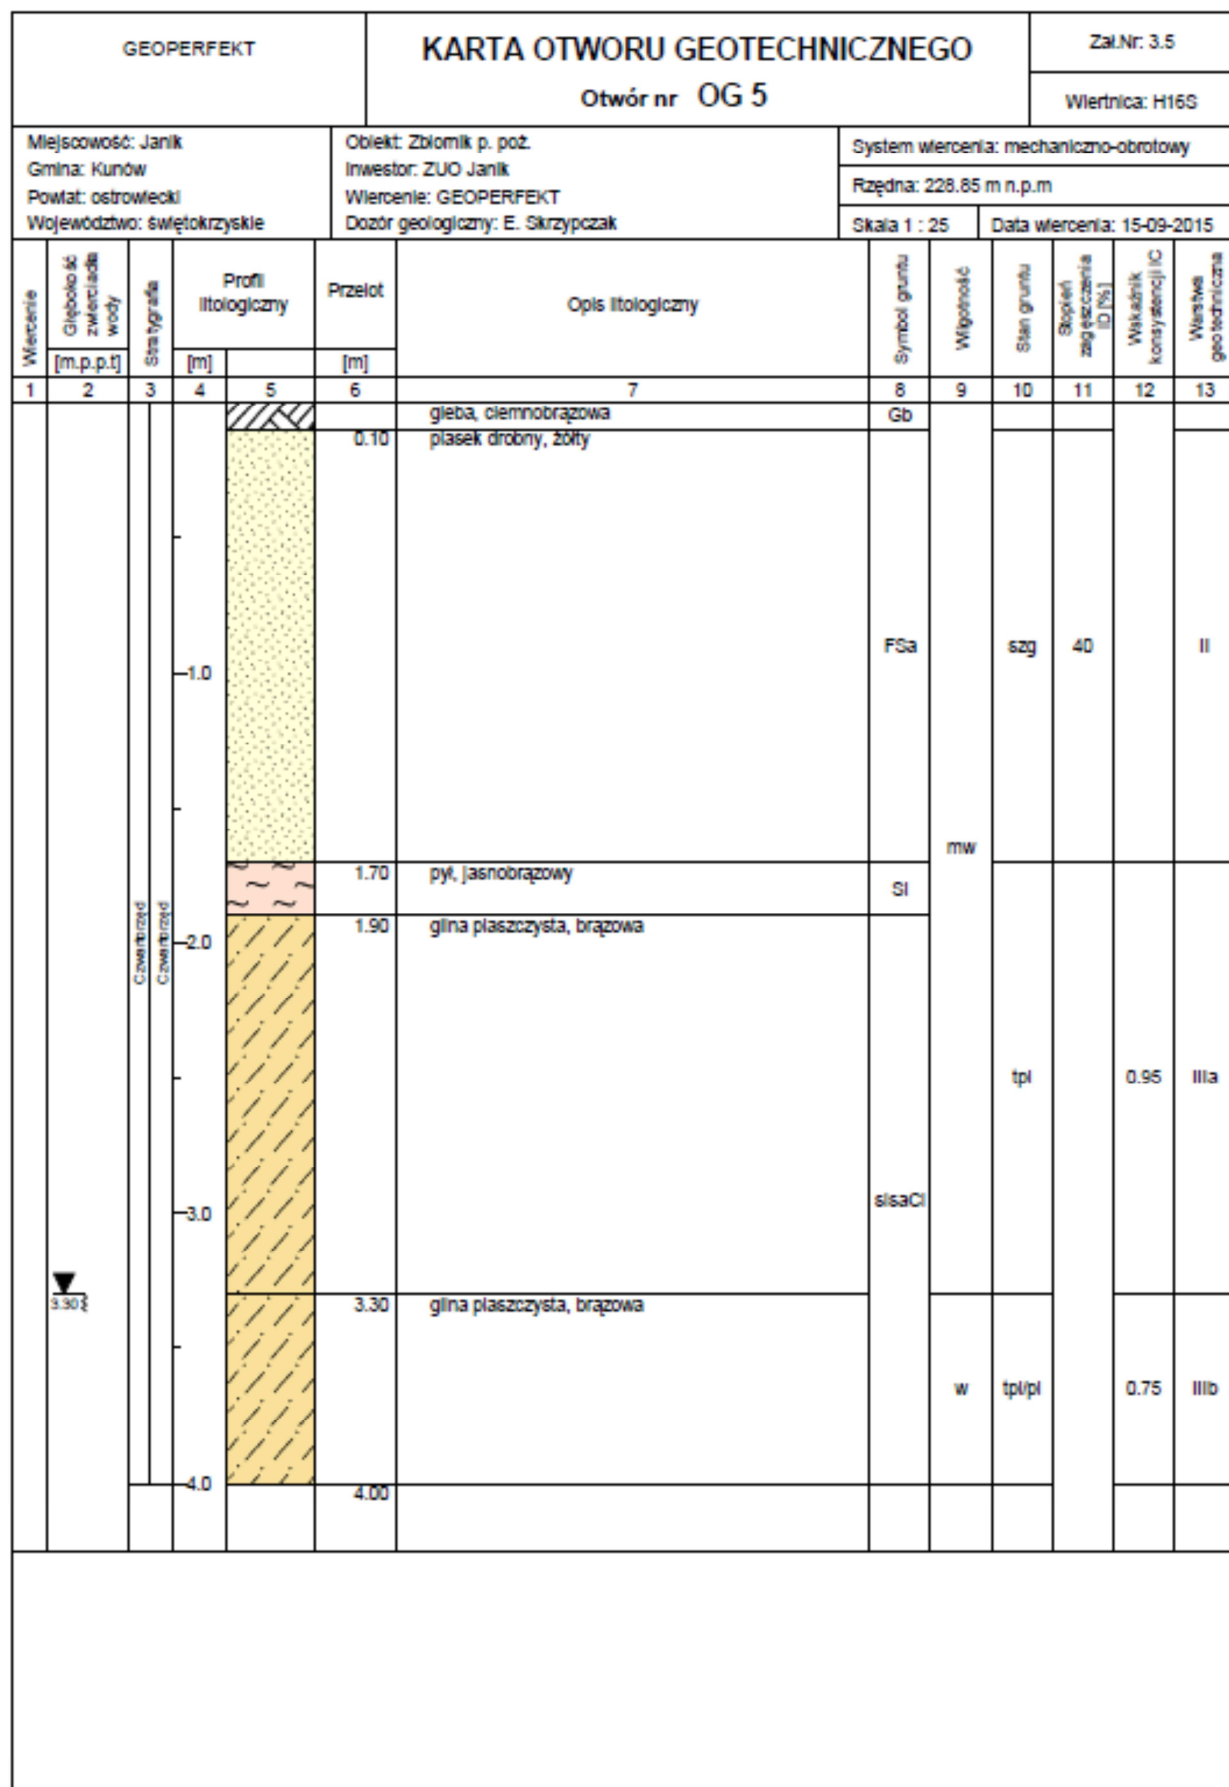 GEOPERFEKT
KARTA OTWORU GEOTECHNICZNEGO
Otwór nr OG 5
Zał.Nr: 3.5
Wiertnica: H16S
Miejscowość: Janik
Gmina: Kunów
Powiat: ostrowiecki
Województwo: świętokrzyskie
Obiekt: Zbiornik p. poż.
Inwestor: ZUO Janik
Wiercenie: GEOPERFEKT
Dozór geologiczny: E. Skrzypczak
System wiercenia: mechaniczno-obrotowy
Rzędna: 228.85 m n.p.m
Skala 1 : 25
Data wiercenia: 15-09-2015
Wiercenie
Głębokość
zwierciadła
wody
[m.p.p.t]
Stratygrafia
Profil
litologiczny
[m]
Przelot
[m]
Opis litologiczny
Symbol gruntu
Wilgotność
Stan gruntu
Stopień
zagęszczenia
ID [%]
Wskaźnik
konsystencji IC
Warstwa
geotechniczna
1 2 3 4 5 6 7 8 9 10 11 12 13
gleba, ciemnobrązowa Gb
0.10 piasek drobny, żółty
FSa szg 40 II
1.0
mw
1.70 pył, jasnobrązowy
Si
1.90 glina piaszczysta, brązowa
Czwartorzęd
Czwartorzęd
2.0
tpl 0.95 IIIa
sisaCl
3.0
3.30
3.30 glina piaszczysta, brązowa
w tpl/pl 0.75 IIIb
4.0
4.00